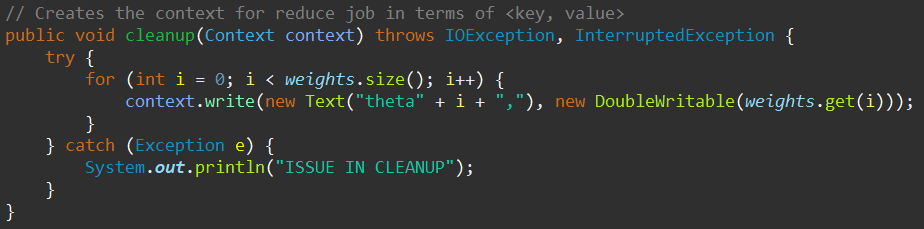 // Creates the context for reduce job in terms of <key, value>
public void cleanup(Context context) throws IOException, InterruptedException {
    try {
        for (int i = 0; i < weights.size(); i++) {
            context.write(new Text("theta" + i + ","), new DoubleWritable(weights.get(i)));
        }
    } catch (Exception e) {
        System.out.println("ISSUE IN CLEANUP");
    }
}